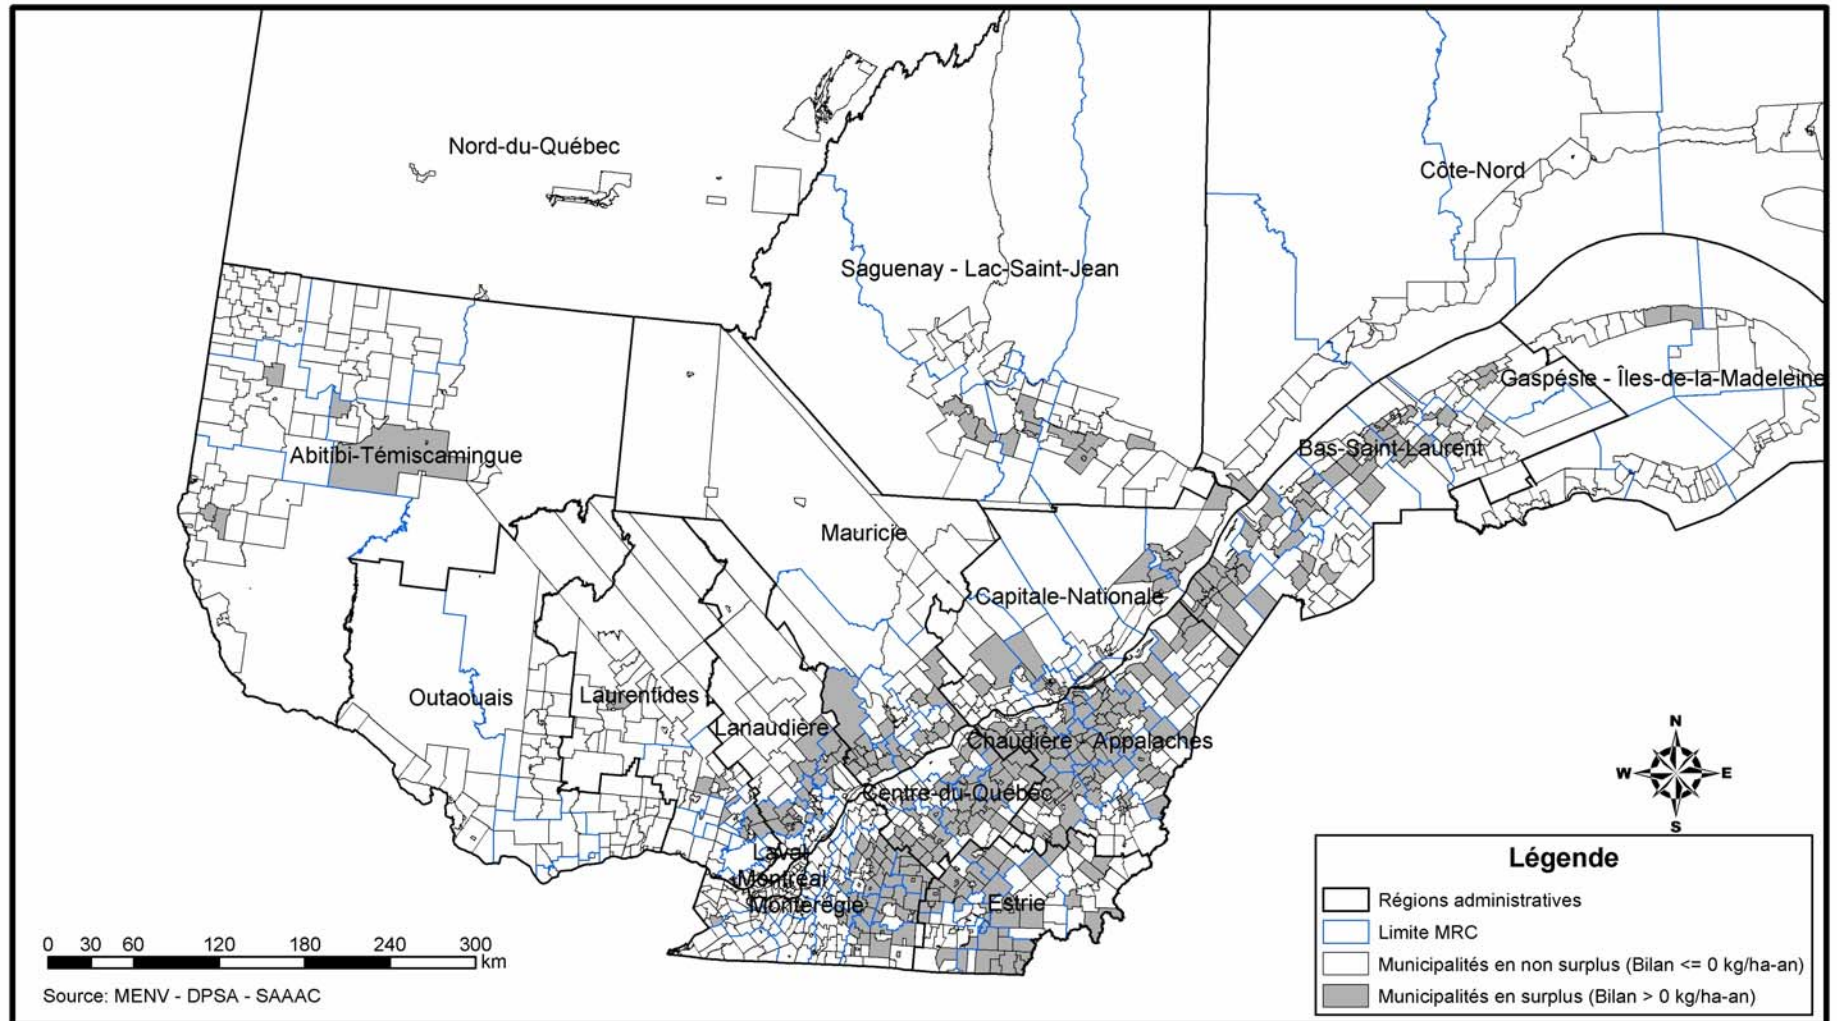 Nord-du-Québec
Côte-Nord
Saguenay - Lac-Saint-Jean
Gaspésie - Îles-de-la-Madeleine
Abitibi-Témiscamingue
Bas-Saint-Laurent
Mauricie
Capitale-Nationale
Outaouais
Laurentides
Lanaudière
Chaudière - Appalaches
Centre-du-Québec
Laval
Montréal
Montérégie
Estrie
N
W
E
S
Légende
Régions administratives
Limite MRC
Municipalités en non surplus (Bilan <= 0 kg/ha-an)
Municipalités en surplus (Bilan > 0 kg/ha-an)
0 30 60 120 180 240 300
km
Source: MENV - DPSA - SAAAC